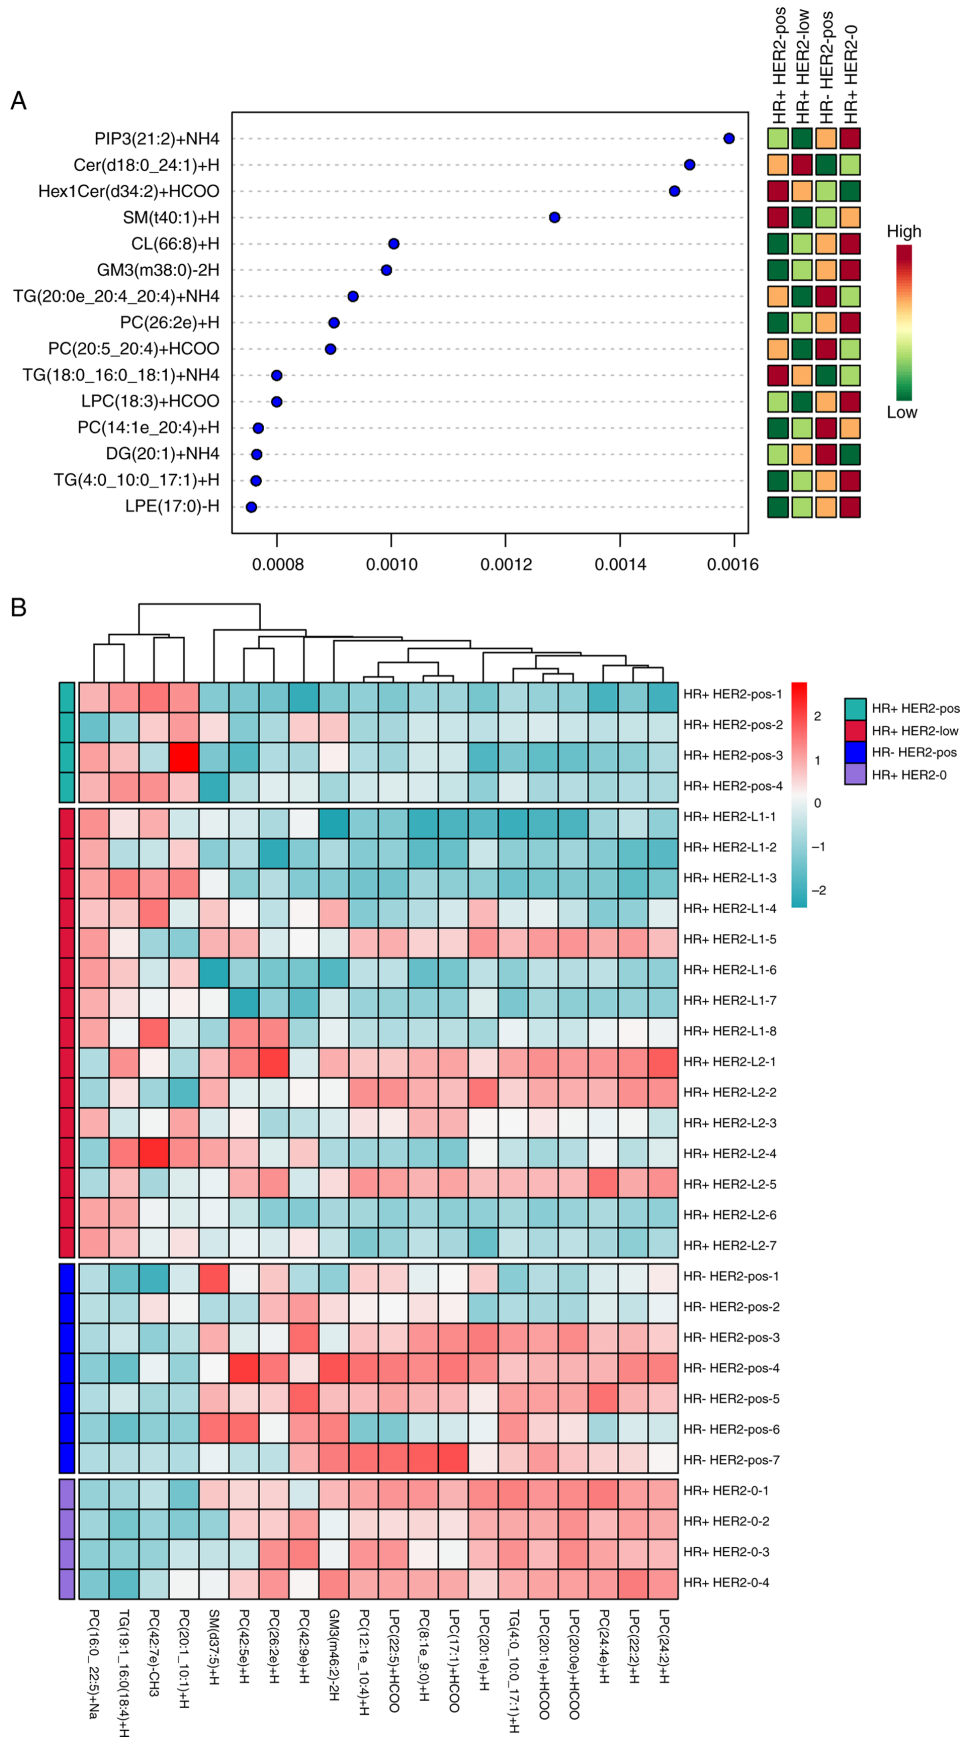 A
HR+ HER2-pos
HR+ HER2-low
HR- HER2-pos
HR+ HER2-0
PIP3(21:2)+NH4
Cer(d18:0_24:1)+H
Hex1Cer(d34:2)+HCOO
SM(t40:1)+H
CL(66:8)+H
GM3(m38:0)-2H
TG(20:0e_20:4_20:4)+NH4
PC(26:2e)+H
PC(20:5_20:4)+HCOO
TG(18:0_16:0_18:1)+NH4
LPC(18:3)+HCOO
PC(14:1e_20:4)+H
DG(20:1)+NH4
TG(4:0_10:0_17:1)+H
LPE(17:0)-H
High
Low
0.0008 0.0010 0.0012 0.0014 0.0016
B
HR+ HER2-pos-1
HR+ HER2-pos-2
HR+ HER2-pos-3
HR+ HER2-pos-4
HR+ HER2-L1-1
HR+ HER2-L1-2
HR+ HER2-L1-3
HR+ HER2-L1-4
HR+ HER2-L1-5
HR+ HER2-L1-6
HR+ HER2-L1-7
HR+ HER2-L1-8
HR+ HER2-L2-1
HR+ HER2-L2-2
HR+ HER2-L2-3
HR+ HER2-L2-4
HR+ HER2-L2-5
HR+ HER2-L2-6
HR+ HER2-L2-7
HR- HER2-pos-1
HR- HER2-pos-2
HR- HER2-pos-3
HR- HER2-pos-4
HR- HER2-pos-5
HR- HER2-pos-6
HR- HER2-pos-7
HR+ HER2-0-1
HR+ HER2-0-2
HR+ HER2-0-3
HR+ HER2-0-4
2
1
0
−1
−2
HR+ HER2-pos
HR+ HER2-low
HR- HER2-pos
HR+ HER2-0
PC(16:0_ 22:5)+Na
TG(19:1_16:0(18:4)+H
PC(42:7e)-CH3
PC(20:1_10:1)+H
SM(d37:5)+H
PC(42:5e)+H
PC(26:2e)+H
PC(42:9e)+H
GM3(m46:2)-2H
PC(12:1e_10:4)+H
LPC(22:5)+HCOO
PC(8:1e_9:0)+H
LPC(17:1)+HCOO
LPC(20:1e)+H
TG(4:0_10:0_17:1)+H
LPC(20:1e)+HCOO
LPC(20:0e)+HCOO
PC(24:4e)+H
LPC(22:2)+H
LPC(24:2)+H